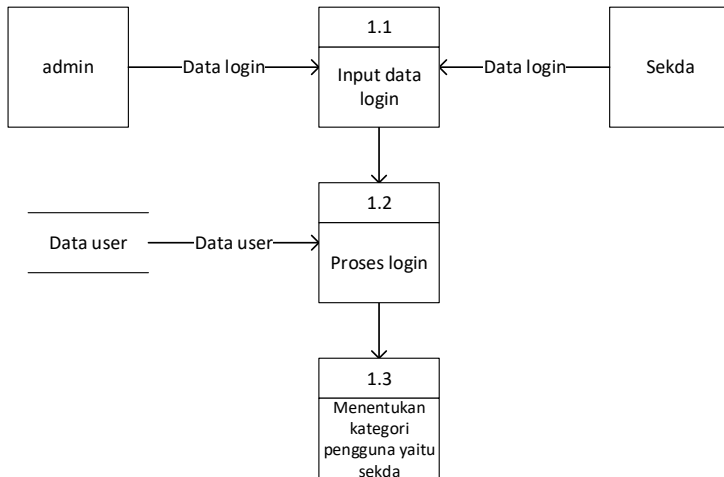 1.1
admin
Data login
Input data
login
Data login
Sekda
1.2
Data user
Data user
Proses login
1.3
Menentukan
kategori
pengguna yaitu
sekda